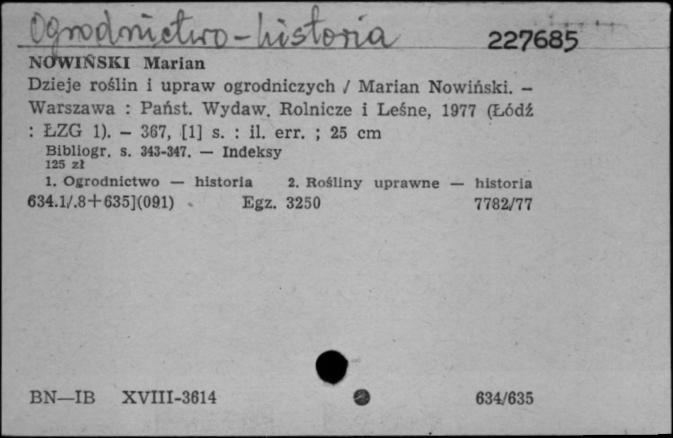 Ogrodnictwo - historia 227685
NOWIŃSKI Marian
Dzieje roślin i upraw ogrodniczych / Marian Nowiński. –
Warszawa : Państ. Wydaw. Rolnicze i Leśne, 1977 (Łódź
: ŁZG 1). – 367, [1] s. : il. err. ; 25 cm
Bibliogr. s. 343-347. — Indeksy
125 zł
1. Ogrodnictwo — historia 2. Rośliny uprawne — historia
634.1/.8+635](091) Egz. 3250 7782/77
BN—IB XVIII-3614 634/635